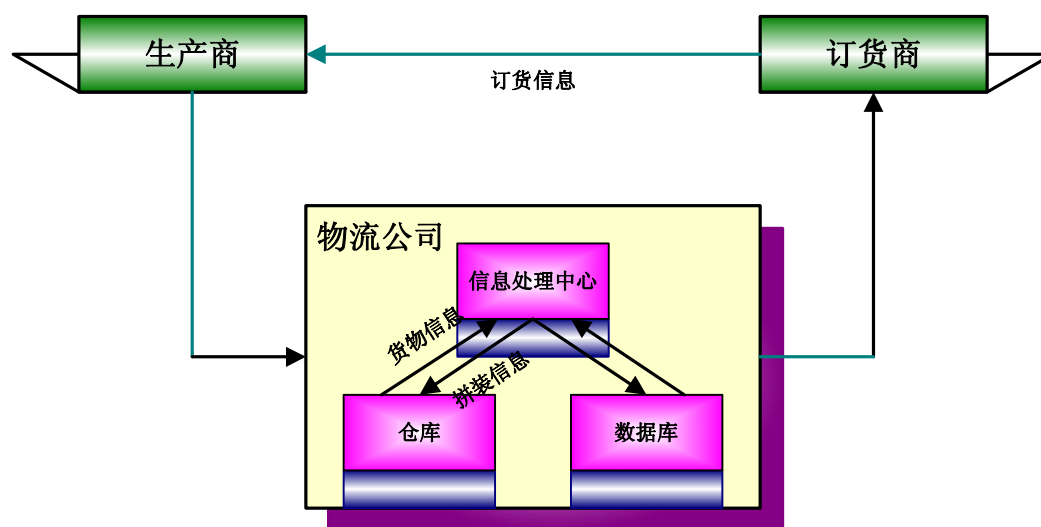 生产商
订货商
订货信息
物流公司
信息处理中心
货物信息
拼装信息
仓库
数据库